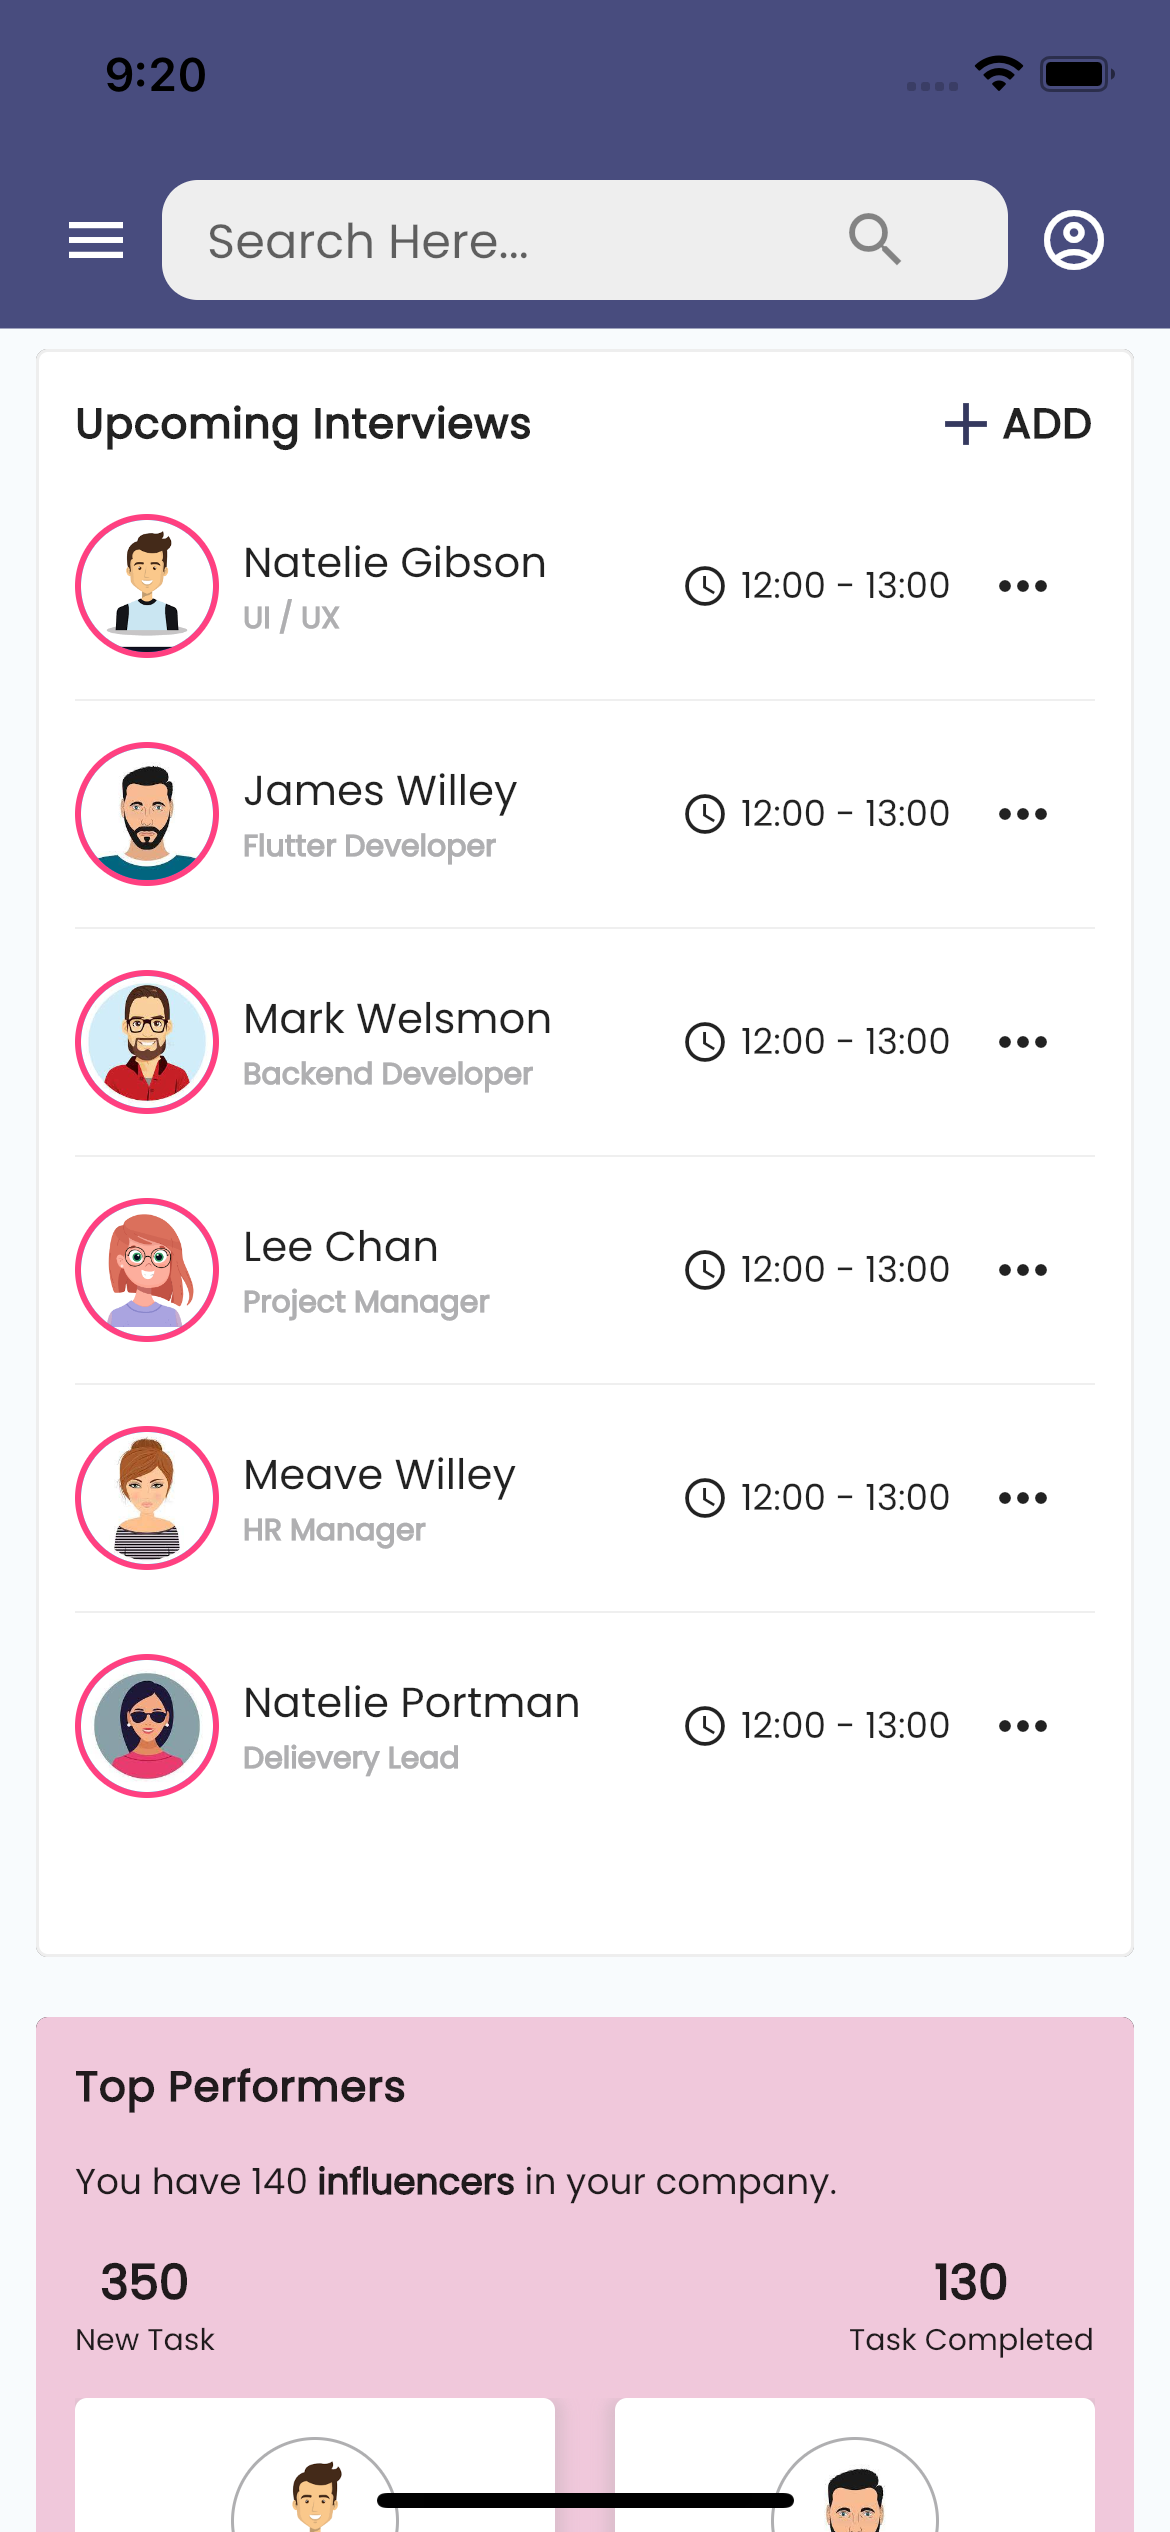 9:20
Search Here...
Upcoming Interviews
ADD
Natelie Gibson
UI / UX
12:00 - 13:00
James Willey
Flutter Developer
12:00 - 13:00
Mark Welsmon
Backend Developer
12:00 - 13:00
Lee Chan
Project Manager
12:00 - 13:00
Meave Willey
HR Manager
12:00 - 13:00
Natelie Portman
Delievery Lead
12:00 - 13:00
Top Performers
You have 140 influencers in your company.
350
New Task
130
Task Completed